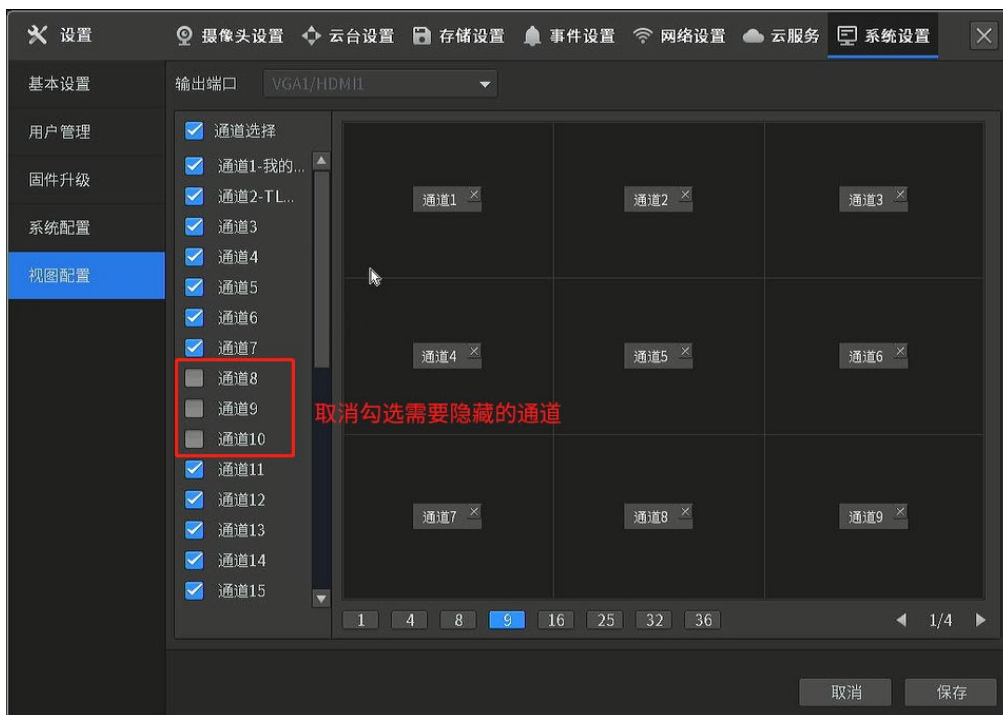 设置 摄像头设置 云台设置 存储设置 事件设置 网络设置 云服务 系统设置
基本设置
用户管理
固件升级
系统配置
视图配置
输出端口 VGA1/HDMI1
通道选择
通道1-我的...
通道2-TL...
通道3
通道4
通道5
通道6
通道7
通道8
通道9
通道10
通道11
通道12
通道13
通道14
通道15
取消勾选需要隐藏的通道
通道1 通道2 通道3
通道4 通道5 通道6
通道7 通道8 通道9
1 4 8 9 16 25 32 36 1/4
取消 保存